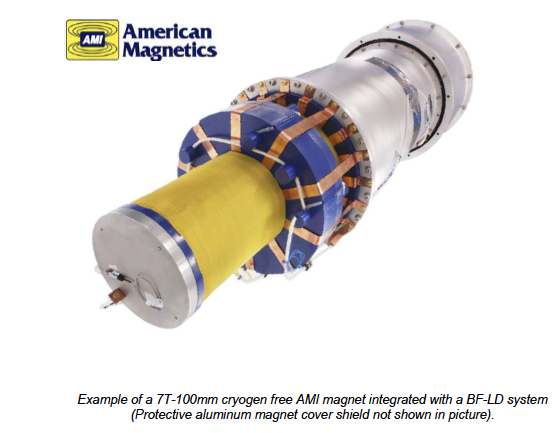 AMI
American
Magnetics
Example of a 7T-100mm cryogen free AMI magnet integrated with a BF-LD system
(Protective aluminum magnet cover shield not shown in picture).